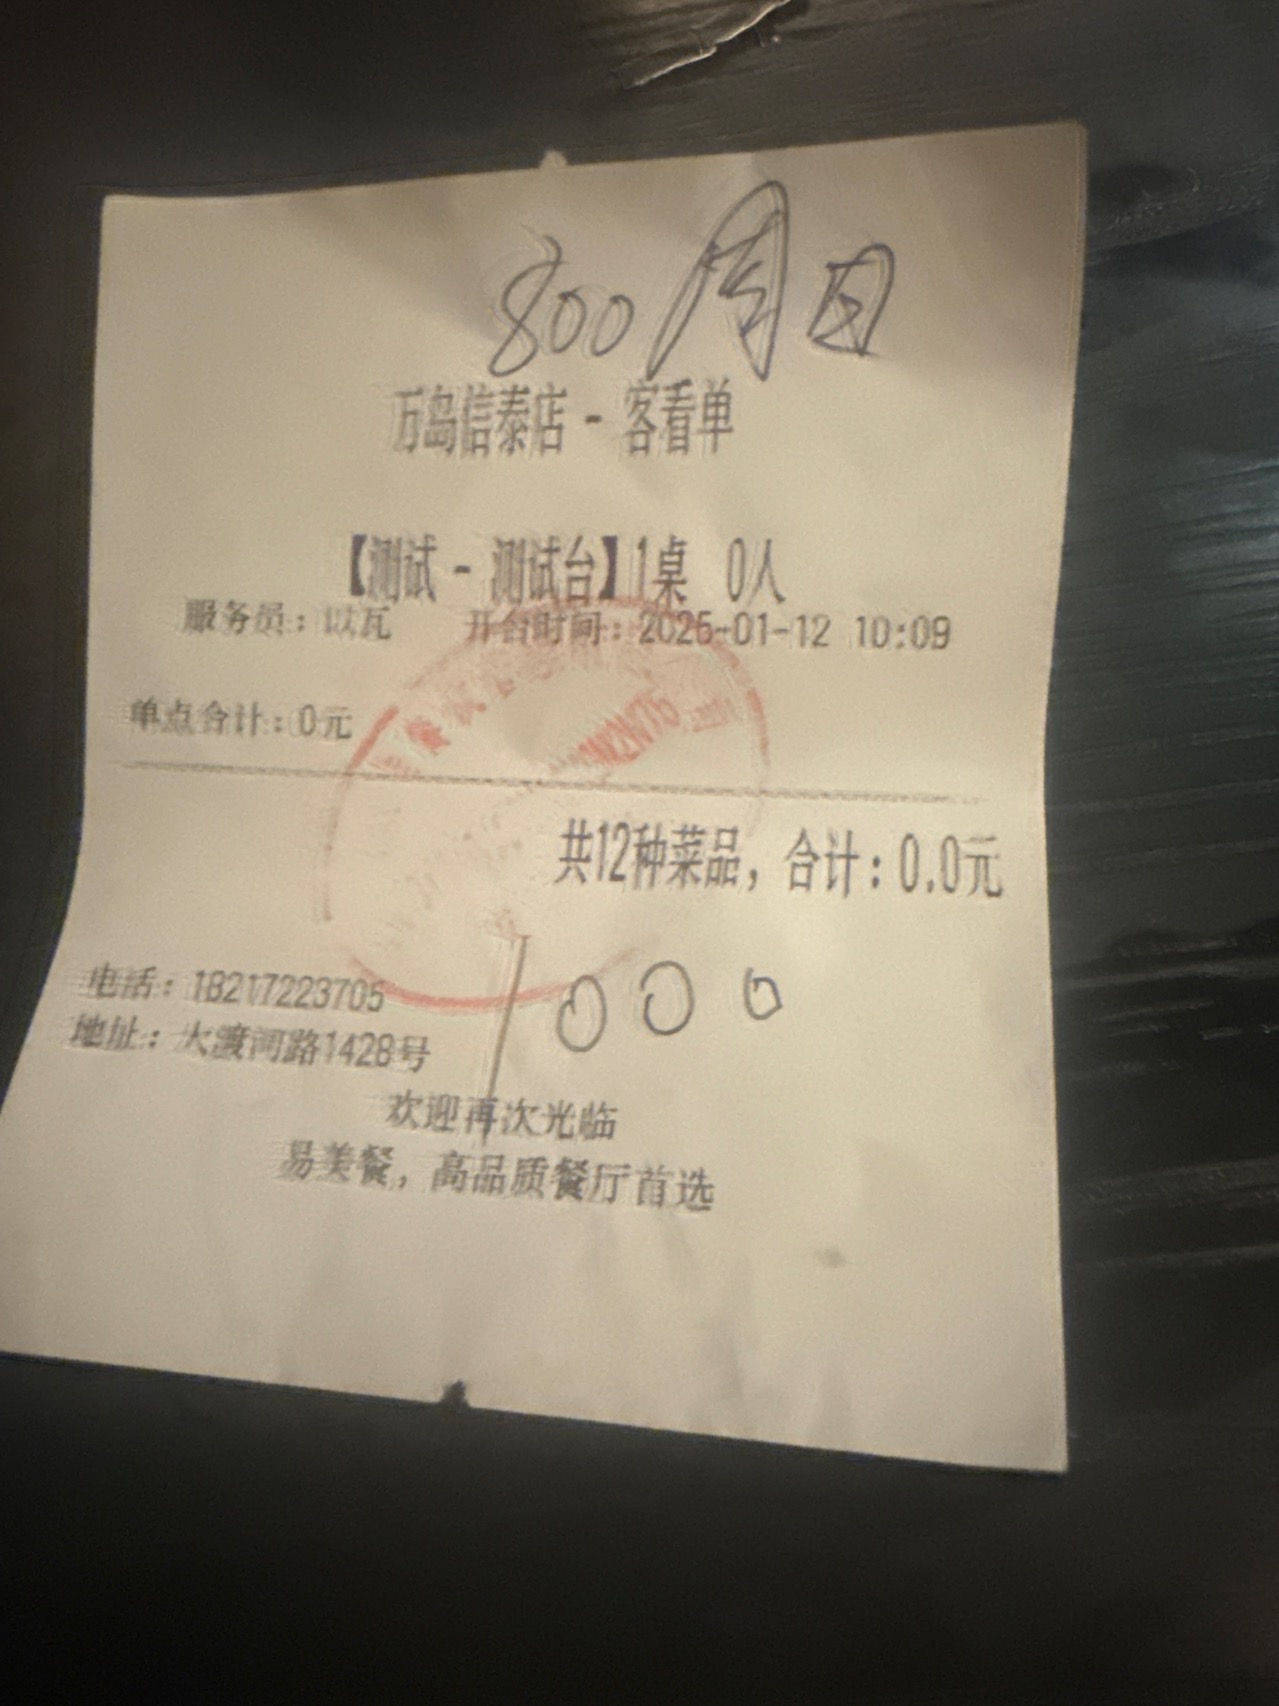 800 周日
万岛信泰店 - 客看单
【测试 - 测试台】1桌 0人
服务员：以瓦 开台时间：2025-01-12 10:09
单点合计：0元
共12种菜品，合计：0.0元
1000
电话：18217223705
地址：大渡河路1428号
欢迎再次光临
易美餐，高品质餐厅首选